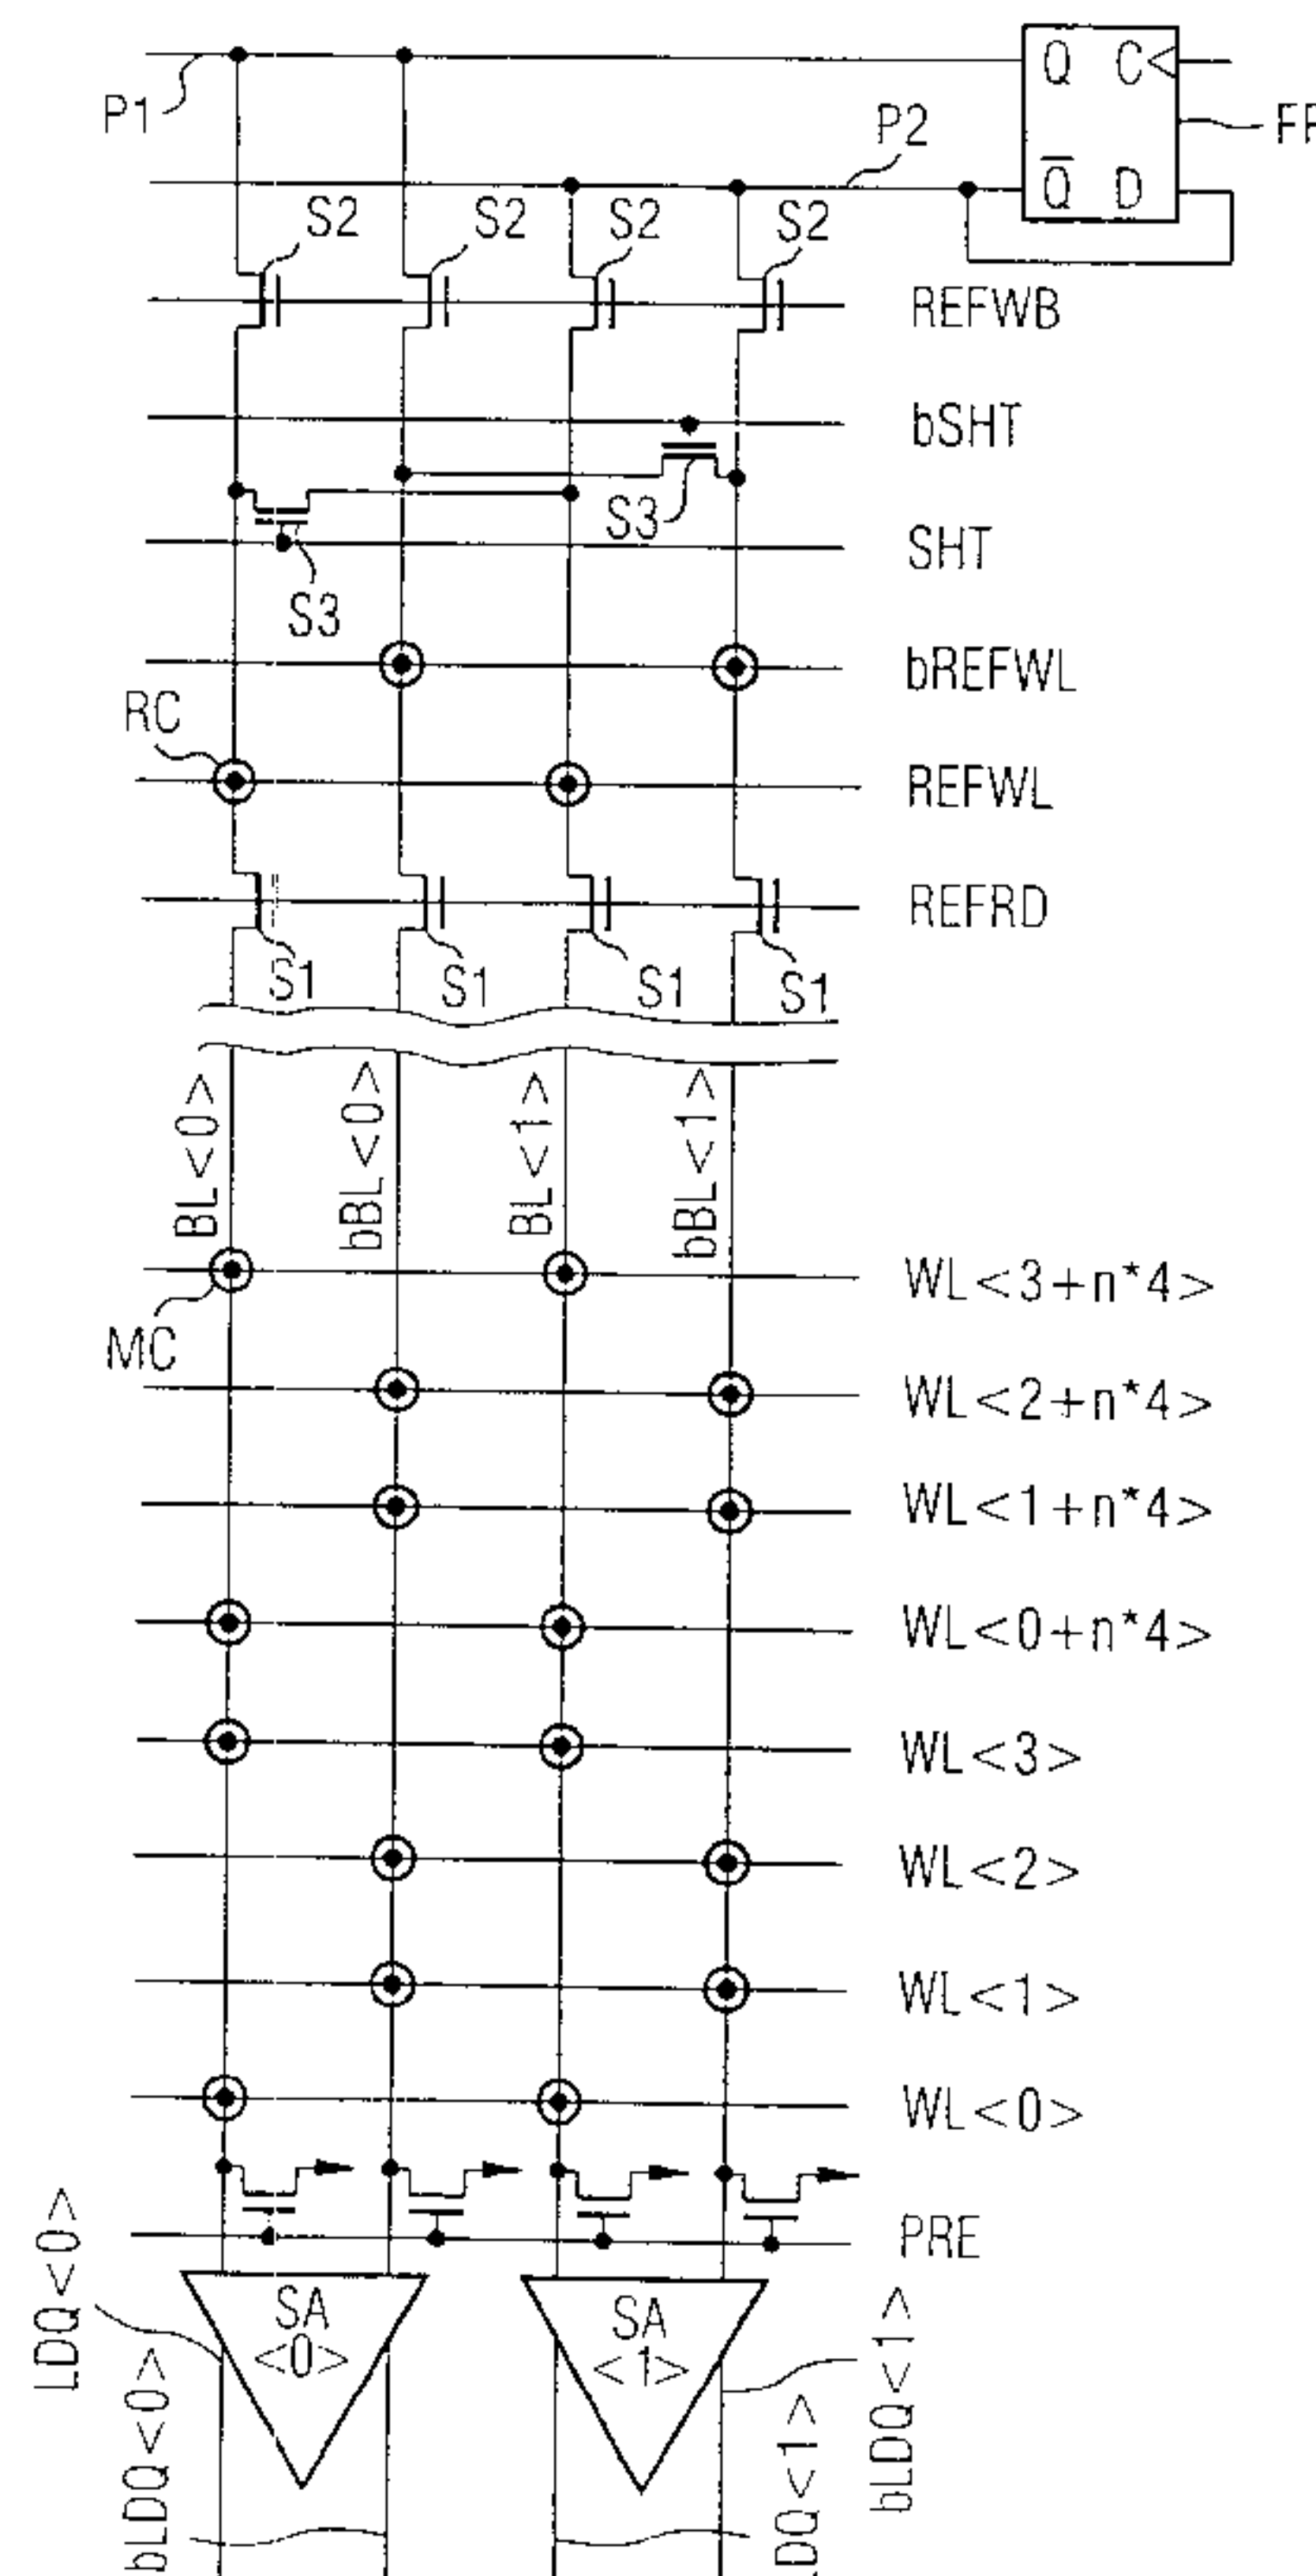 P1
Q C
FF
P2
Q̅ D
S2 S2 S2 S2
REFWB
bSHT
S3
SHT
S3
bREFWL
RC
REFWL
REFRD
S1 S1 S1 S1
BL<0> bBL<0> BL<1> bBL<1>
WL<3+n*4>
MC
WL<2+n*4>
WL<1+n*4>
WL<0+n*4>
WL<3>
WL<2>
WL<1>
WL<0>
PRE
LDQ<0>
SA
<0>
SA
<1>
bLDQ<0>
bLDQ<1>
DQ<1>